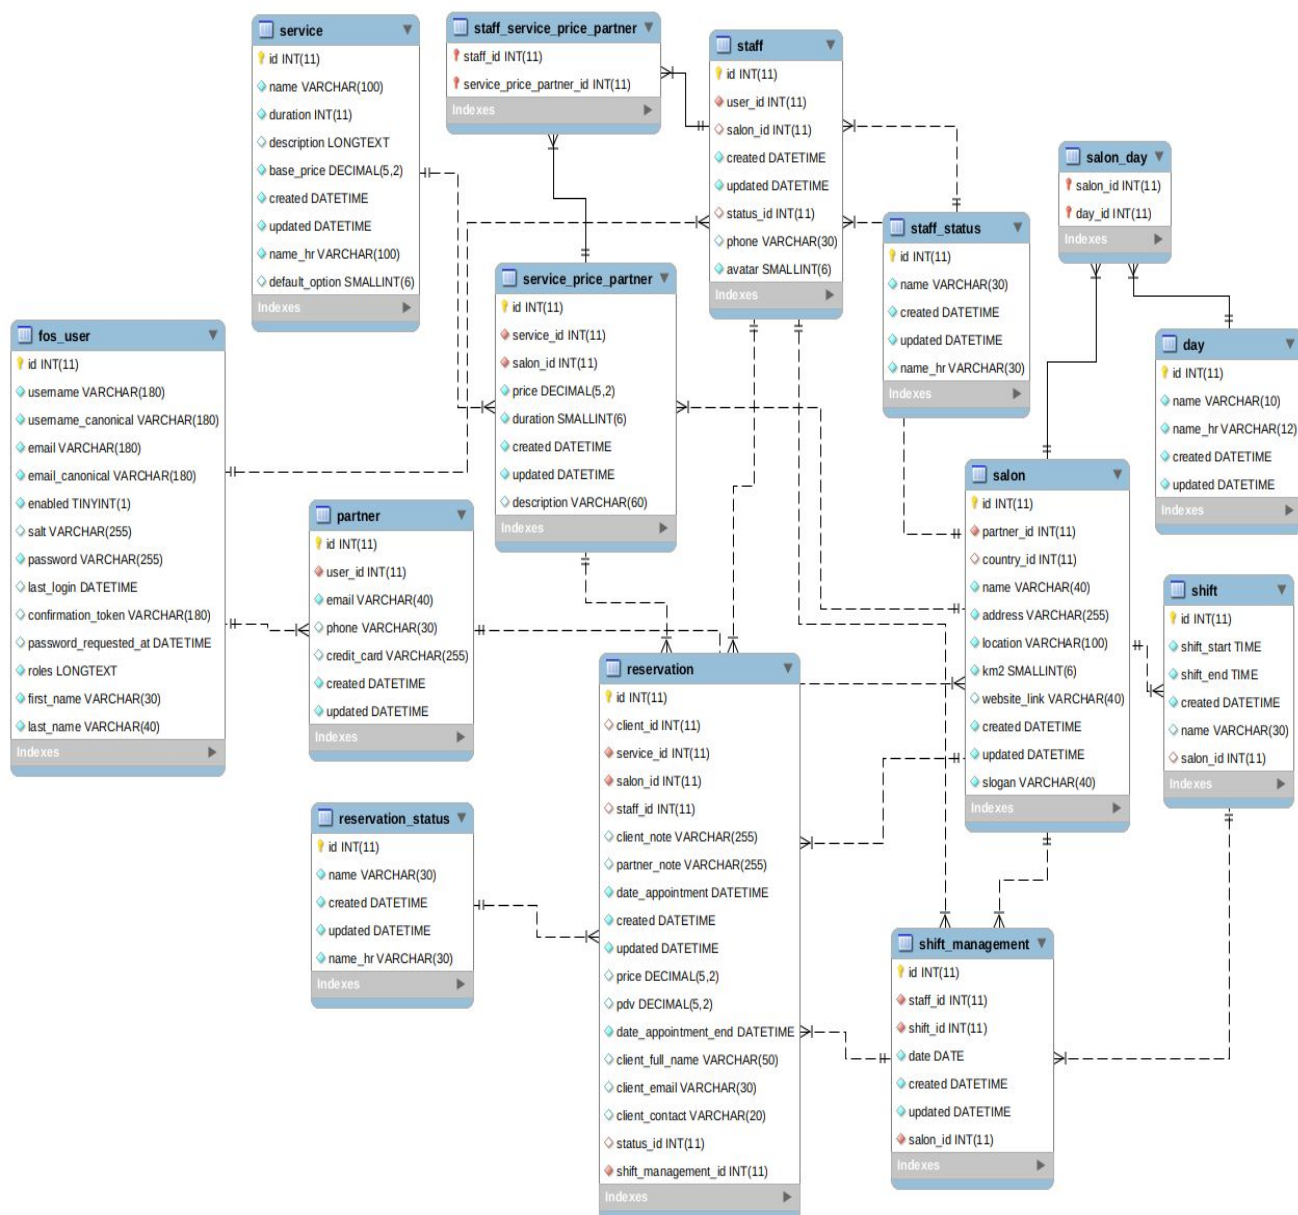 service
id INT(11)
name VARCHAR(100)
duration INT(11)
description LONGTEXT
base_price DECIMAL(5,2)
created DATETIME
updated DATETIME
name_hr VARCHAR(100)
default_option SMALLINT(6)
Indexes
staff_service_price_partner
staff_id INT(11)
service_price_partner_id INT(11)
Indexes
staff
id INT(11)
user_id INT(11)
salon_id INT(11)
created DATETIME
updated DATETIME
status_id INT(11)
phone VARCHAR(30)
avatar SMALLINT(6)
Indexes
salon_day
salon_id INT(11)
day_id INT(11)
Indexes
staff_status
id INT(11)
name VARCHAR(30)
created DATETIME
updated DATETIME
name_hr VARCHAR(30)
Indexes
service_price_partner
id INT(11)
service_id INT(11)
salon_id INT(11)
price DECIMAL(5,2)
duration SMALLINT(6)
created DATETIME
updated DATETIME
description VARCHAR(60)
Indexes
fos_user
id INT(11)
username VARCHAR(180)
username_canonical VARCHAR(180)
email VARCHAR(180)
email_canonical VARCHAR(180)
enabled TINYINT(1)
salt VARCHAR(255)
password VARCHAR(255)
last_login DATETIME
confirmation_token VARCHAR(180)
password_requested_at DATETIME
roles LONGTEXT
first_name VARCHAR(30)
last_name VARCHAR(40)
Indexes
day
id INT(11)
name VARCHAR(10)
name_hr VARCHAR(12)
created DATETIME
updated DATETIME
Indexes
partner
id INT(11)
user_id INT(11)
email VARCHAR(40)
phone VARCHAR(30)
credit_card VARCHAR(255)
created DATETIME
updated DATETIME
Indexes
salon
id INT(11)
partner_id INT(11)
country_id INT(11)
name VARCHAR(40)
address VARCHAR(255)
location VARCHAR(100)
km2 SMALLINT(6)
website_link VARCHAR(40)
created DATETIME
updated DATETIME
slogan VARCHAR(40)
Indexes
shift
id INT(11)
shift_start TIME
shift_end TIME
created DATETIME
name VARCHAR(30)
salon_id INT(11)
Indexes
reservation
id INT(11)
client_id INT(11)
service_id INT(11)
salon_id INT(11)
staff_id INT(11)
client_note VARCHAR(255)
partner_note VARCHAR(255)
date_appointment DATETIME
created DATETIME
updated DATETIME
price DECIMAL(5,2)
pdv DECIMAL(5,2)
date_appointment_end DATETIME
client_full_name VARCHAR(50)
client_email VARCHAR(30)
client_contact VARCHAR(20)
status_id INT(11)
shift_management_id INT(11)
Indexes
reservation_status
id INT(11)
name VARCHAR(30)
created DATETIME
updated DATETIME
name_hr VARCHAR(30)
Indexes
shift_management
id INT(11)
staff_id INT(11)
shift_id INT(11)
date DATE
created DATETIME
updated DATETIME
salon_id INT(11)
Indexes